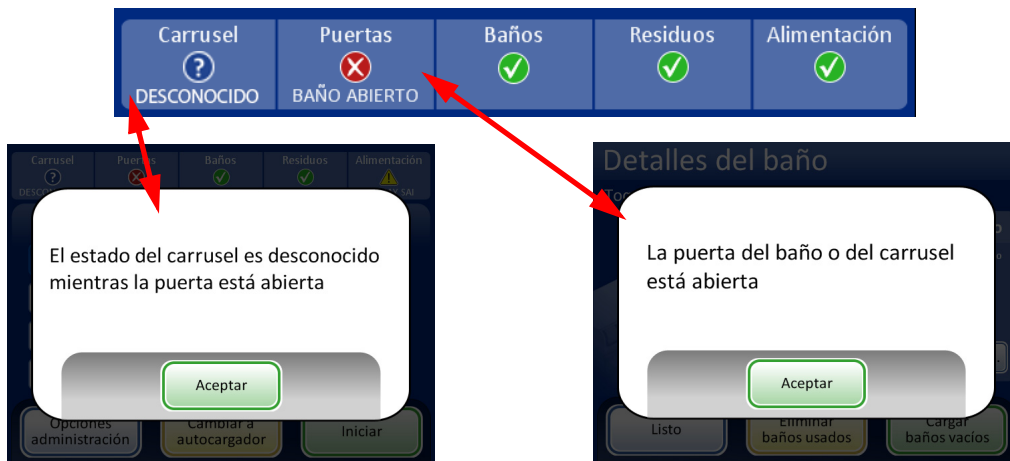 Carrusel
Puertas
Baños
Residuos
Alimentación
DESCONOCIDO
BAÑO ABIERTO
Carrusel
Puertas
Baños
Residuos
Alimentación
El estado del carrusel es desconocido
mientras la puerta está abierta
Aceptar
Opciones
administración
Cambiar a
autocargador
Iniciar
Detalles del baño
La puerta del baño o del carrusel
está abierta
Aceptar
Listo
Eliminar
baños usados
Cargar
baños vacíos